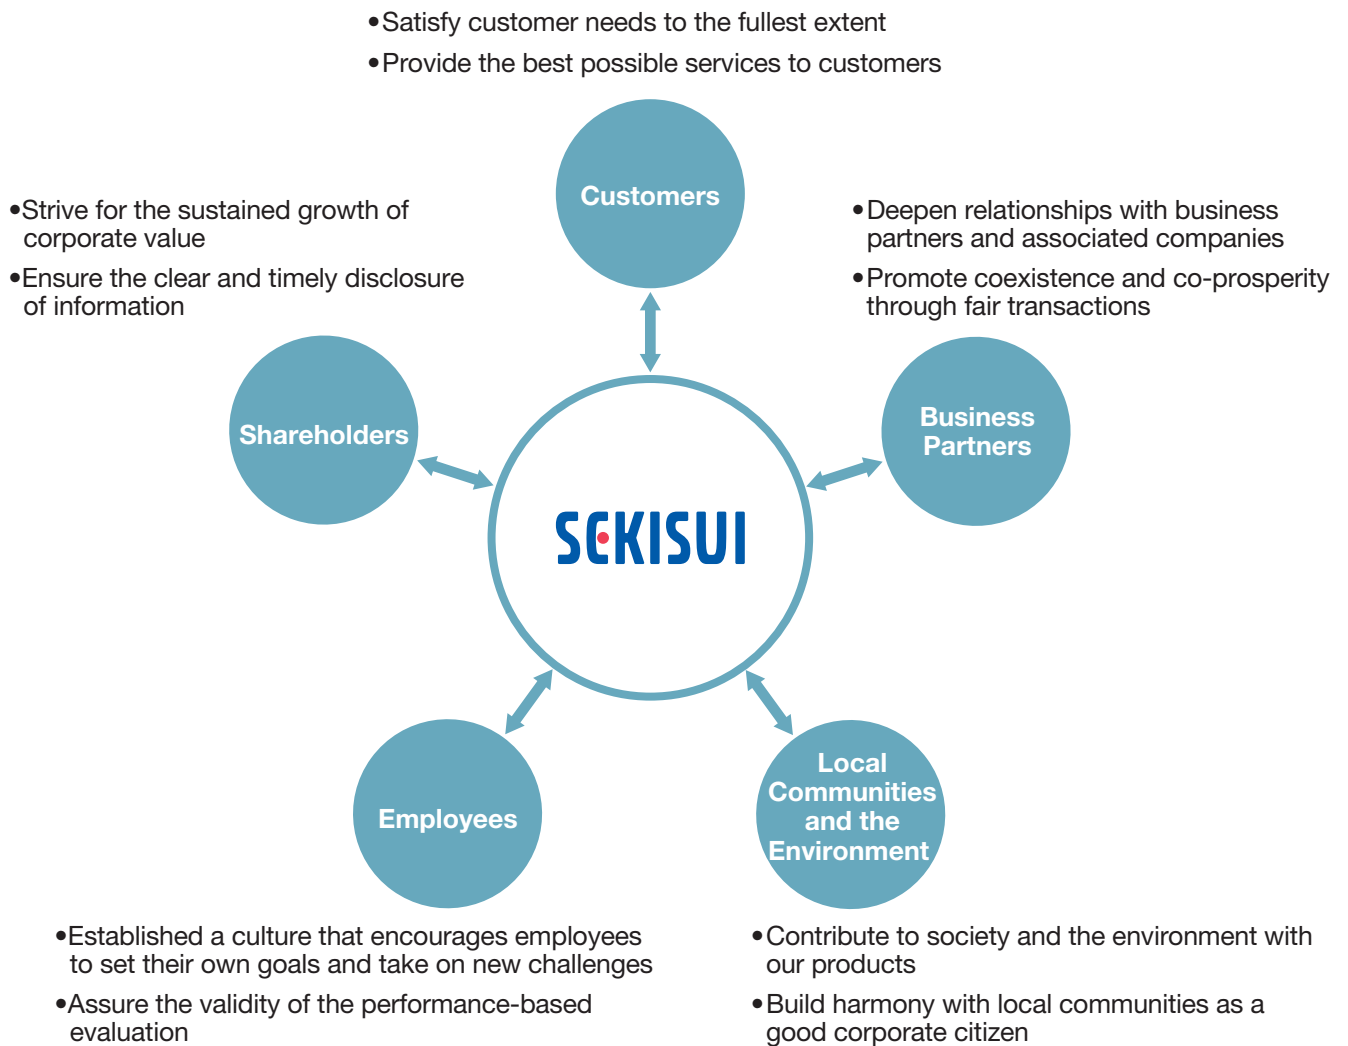 •Satisfy customer needs to the fullest extent
•Provide the best possible services to customers
Customers
•Strive for the sustained growth of
corporate value
•Ensure the clear and timely disclosure
of information
Shareholders
•Deepen relationships with business
partners and associated companies
•Promote coexistence and co-prosperity
through fair transactions
Business
Partners
SEKISUI
Employees
•Established a culture that encourages employees
to set their own goals and take on new challenges
•Assure the validity of the performance-based
evaluation
Local
Communities
and the
Environment
•Contribute to society and the environment with
our products
•Build harmony with local communities as a
good corporate citizen